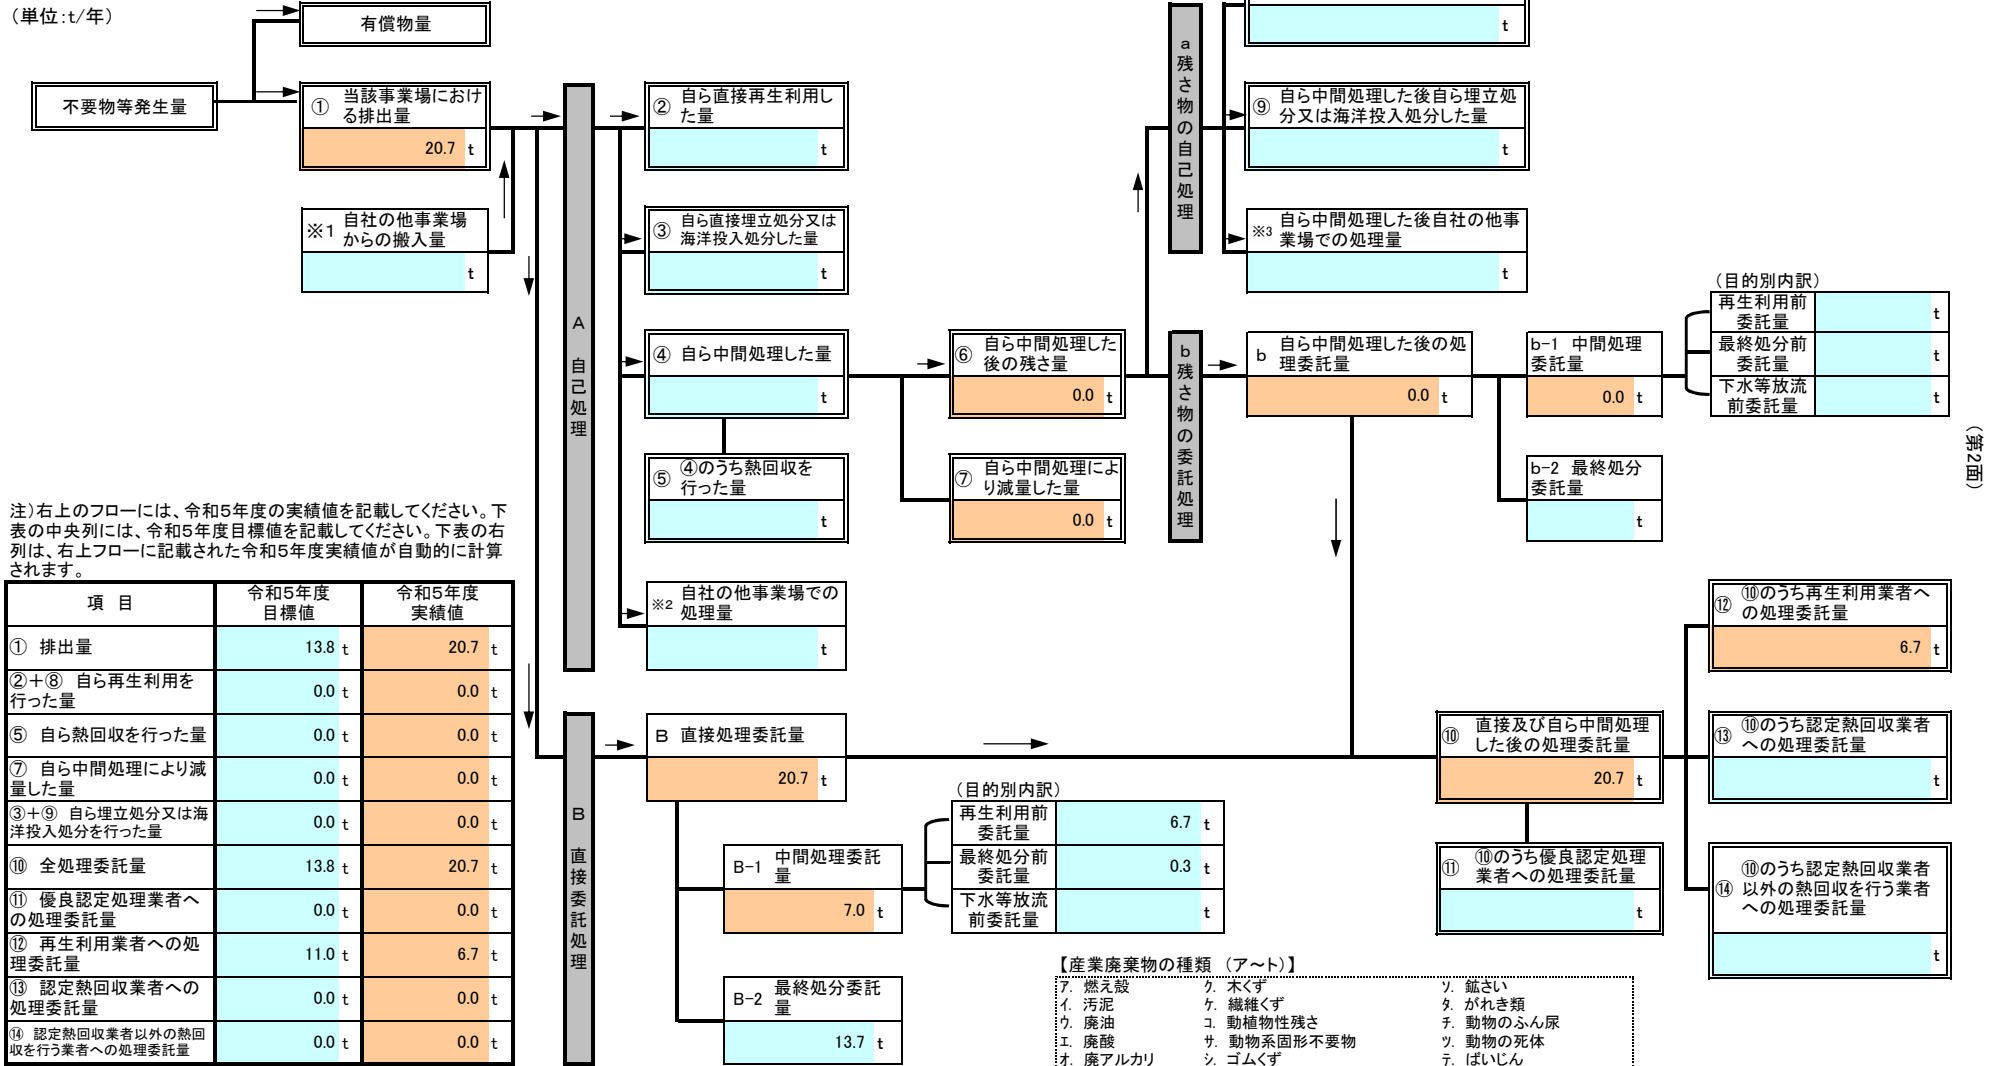 （単位：t/年）
有償物量
不要物等発生量
① 当該事業場におけ
る排出量
20.7 t
※1 自社の他事業場
からの搬入量
t
A 自己処理
② 自ら直接再生利用し
た量
t
③ 自ら直接埋立処分又は
海洋投入処分した量
t
④ 自ら中間処理した量
t
⑤ ④のうち熱回収を
行った量
t
※2 自社の他事業場での
処理量
t
⑥ 自ら中間処理した
後の残さ量
0.0 t
⑦ 自ら中間処理によ
り減量した量
0.0 t
a 残さ物の自己処理
t
⑨ 自ら中間処理した後自ら埋立処
分又は海洋投入処分した量
t
※3 自ら中間処理した後自社の他事
業場での処理量
t
b 残さ物の委託処理
b 自ら中間処理した後の処
理委託量
0.0 t
b-1 中間処理
委託量
0.0 t
b-2 最終処分
委託量
t
（目的別内訳）
再生利用前
委託量
t
最終処分前
委託量
t
下水等放流
前委託量
t
（第2面）
注）右上のフローには、令和5年度の実績値を記載してください。下
表の中央列には、令和5年度目標値を記載してください。下表の右
列は、右上フローに記載された令和5年度実績値が自動的に計算
されます。
項 目 令和5年度
目標値 令和5年度
実績値
① 排出量 13.8 t 20.7 t
②＋⑧ 自ら再生利用を
行った量 0.0 t 0.0 t
⑤ 自ら熱回収を行った量 0.0 t 0.0 t
⑦ 自ら中間処理により減
量した量 0.0 t 0.0 t
③＋⑨ 自ら埋立処分又は海
洋投入処分を行った量 0.0 t 0.0 t
⑩ 全処理委託量 13.8 t 20.7 t
⑪ 優良認定処理業者へ
の処理委託量 0.0 t 0.0 t
⑫ 再生利用業者への処
理委託量 11.0 t 6.7 t
⑬ 認定熱回収業者への
処理委託量 0.0 t 0.0 t
⑭ 認定熱回収業者以外の熱回
収を行う業者への処理委託量 0.0 t 0.0 t
B 直接委託処理
B 直接処理委託量
20.7 t
B-1 中間処理委託
量
7.0 t
B-2 最終処分委託
量
13.7 t
（目的別内訳）
再生利用前
委託量
6.7 t
最終処分前
委託量
0.3 t
下水等放流
前委託量
t
⑩ 直接及び自ら中間処理
した後の処理委託量
20.7 t
⑪ ⑩のうち優良認定処理
業者への処理委託量
t
⑫ ⑩のうち再生利用業者へ
の処理委託量
6.7 t
⑬ ⑩のうち認定熱回収業者
への処理委託量
t
⑭ ⑩のうち認定熱回収業者
以外の熱回収を行う業者
への処理委託量
t
【産業廃棄物の種類 （ア～ト）】
ア. 燃え殻 ク. 木くず ソ. 鉱さい
イ. 汚泥 ケ. 繊維くず タ. がれき類
ウ. 廃油 コ. 動植物性残さ チ. 動物のふん尿
エ. 廃酸 サ. 動物系固形不要物 ツ. 動物の死体
オ. 廃アルカリ シ. ゴムくず テ. ばいじん